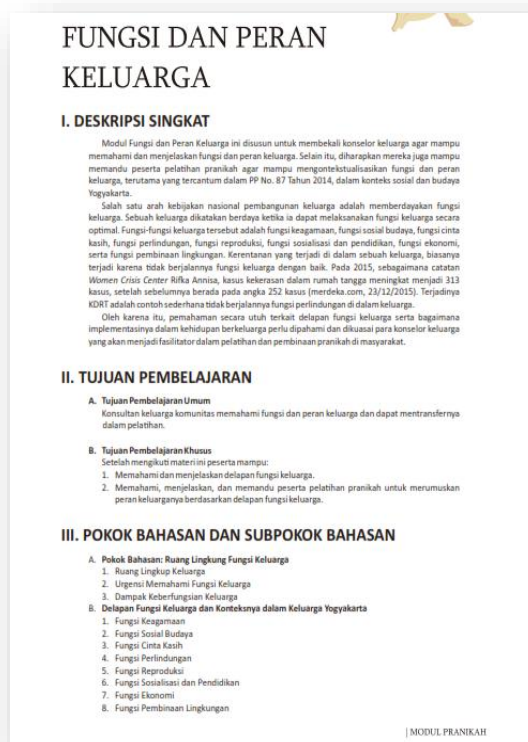 FUNGSI DAN PERAN
KELUARGA
I. DESKRIPSI SINGKAT
Modul Fungsi dan Peran Keluarga ini disusun untuk membekali konselor keluarga agar mampu
memahami dan menjelaskan fungsi dan peran keluarga. Selain itu, diharapkan mereka juga mampu
memandu peserta pelatihan pranikah agar mampu mengontekstualisasikan fungsi dan peran
keluarga, terutama yang tercantum dalam PP No. 87 Tahun 2014, dalam konteks sosial dan budaya
Yogyakarta.
Salah satu arah kebijakan nasional pembangunan keluarga adalah memberdayakan fungsi
keluarga. Sebuah keluarga dikatakan berdaya ketika ia dapat melaksanakan fungsi keluarga secara
optimal. Fungsi-fungsi keluarga tersebut adalah fungsi keagamaan, fungsi sosial budaya, fungsi cinta
kasih, fungsi perlindungan, fungsi reproduksi, fungsi sosialisasi dan pendidikan, fungsi ekonomi,
serta fungsi pembinaan lingkungan. Kerentanan yang terjadi di dalam sebuah keluarga, biasanya
terjadi karena tidak berjalannya fungsi keluarga dengan baik. Pada 2015, sebagaimana catatan
Women Crisis Center Rifka Annisa, kasus kekerasan dalam rumah tangga meningkat menjadi 313
kasus, setelah sebelumnya berada pada angka 252 kasus (merdeka.com, 23/12/2015). Terjadinya
KDRT adalah contoh sederhana tidak berjalannya fungsi perlindungan di dalam keluarga.
Oleh karena itu, pemahaman secara utuh terkait delapan fungsi keluarga serta bagaimana
implementasinya dalam kehidupan berkeluarga perlu dipahami dan dikuasai para konselor keluarga
yang akan menjadi fasilitator dalam pelatihan dan pembinaan pranikah di masyarakat.
II. TUJUAN PEMBELAJARAN
A. Tujuan Pembelajaran Umum
Konsultan keluarga komunitas memahami fungsi dan peran keluarga dan dapat mentransfernya
dalam pelatihan.
B. Tujuan Pembelajaran Khusus
Setelah mengikuti materi ini peserta mampu:
1. Memahami dan menjelaskan delapan fungsi keluarga.
2. Memahami, menjelaskan, dan memandu peserta pelatihan pranikah untuk merumuskan
peran keluarganya berdasarkan delapan fungsi keluarga.
III. POKOK BAHASAN DAN SUBPOKOK BAHASAN
A. Pokok Bahasan: Ruang Lingkung Fungsi Keluarga
1. Ruang Lingkup Keluarga
2. Urgensi Memahami Fungsi Keluarga
3. Dampak Keberfungsian Keluarga
B. Delapan Fungsi Keluarga dan Konteksnya dalam Keluarga Yogyakarta
1. Fungsi Keagamaan
2. Fungsi Sosial Budaya
3. Fungsi Cinta Kasih
4. Fungsi Perlindungan
5. Fungsi Reproduksi
6. Fungsi Sosialisasi dan Pendidikan
7. Fungsi Ekonomi
8. Fungsi Pembinaan Lingkungan
| MODUL PRANIKAH